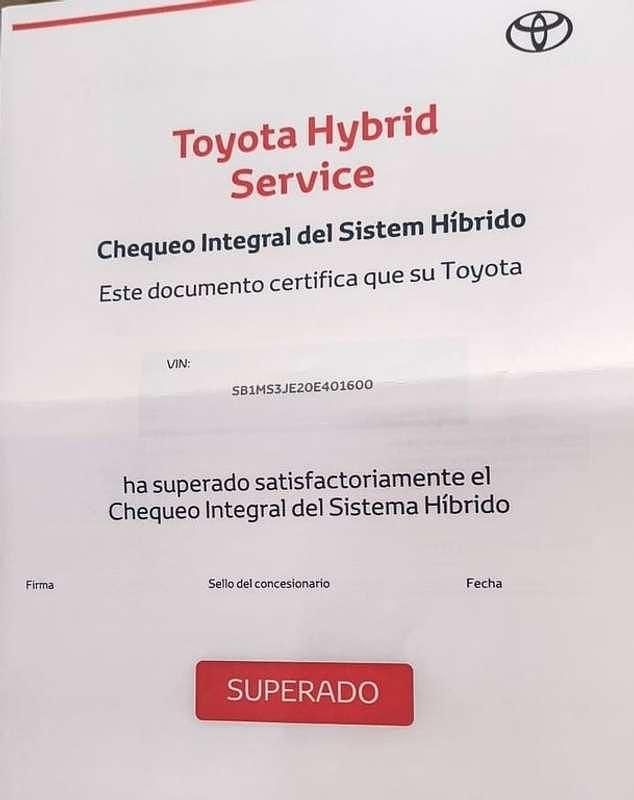 Toyota Hybrid
Service
Chequeo Integral del Sistem Híbrido
Este documento certifica que su Toyota
VIN:
SB1MS3JE20E401600
ha superado satisfactoriamente el
Chequeo Integral del Sistema Híbrido
Firma Sello del concesionario Fecha
SUPERADO